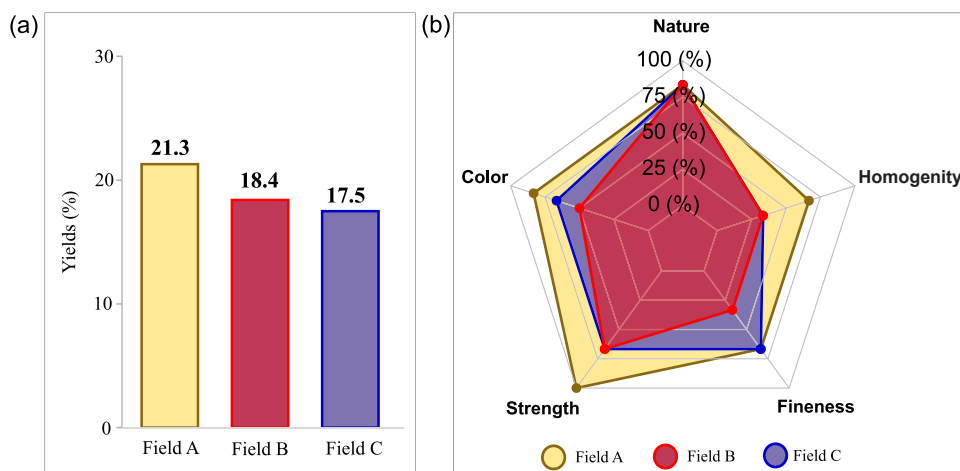 (a)
30
20
10
0
Yields (%)
21.3
18.4
17.5
Field A
Field B
Field C
(b)
Nature
100 (%)
75 (%)
50 (%)
25 (%)
0 (%)
Color
Homogenity
Strength
Fineness
Field A
Field B
Field C